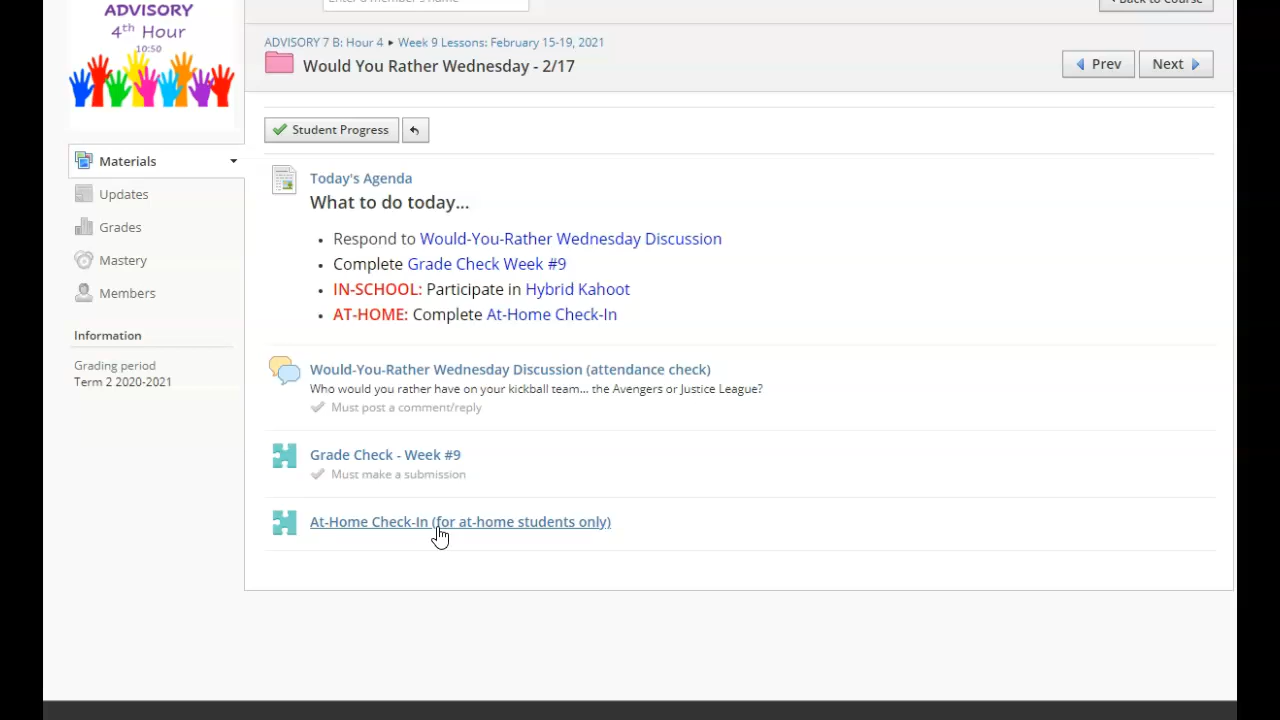 ADVISORY
4th Hour
10:50
Enter a member's name
Back to Course
ADVISORY 7 B: Hour 4 ▸ Week 9 Lessons: February 15-19, 2021
Would You Rather Wednesday - 2/17
Prev
Next
Student Progress
Materials
Updates
Grades
Mastery
Members
Information
Grading period
Term 2 2020-2021
Today's Agenda
What to do today...
• Respond to Would-You-Rather Wednesday Discussion
• Complete Grade Check Week #9
• IN-SCHOOL: Participate in Hybrid Kahoot
• AT-HOME: Complete At-Home Check-In
Would-You-Rather Wednesday Discussion (attendance check)
Who would you rather have on your kickball team... the Avengers or Justice League?
Must post a comment/reply
Grade Check - Week #9
Must make a submission
At-Home Check-In (for at-home students only)